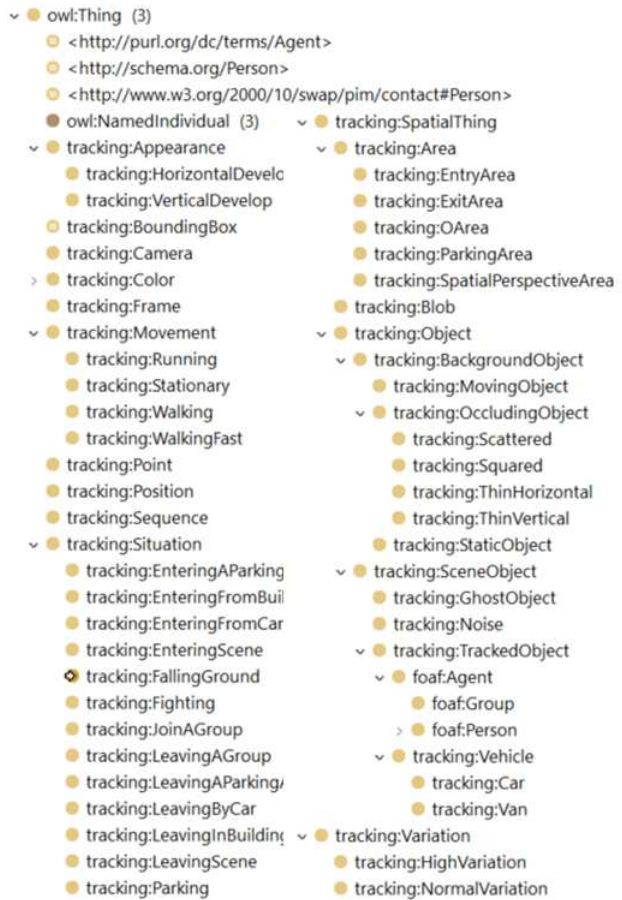 owl:Thing (3)
<http://purl.org/dc/terms/Agent>
<http://schema.org/Person>
<http://www.w3.org/2000/10/swap/pim/contact#Person>
owl:NamedIndividual (3)
tracking:Appearance
tracking:HorizontalDevelo
tracking:VerticalDevelop
tracking:BoundingBox
tracking:Camera
tracking:Color
tracking:Frame
tracking:Movement
tracking:Running
tracking:Stationary
tracking:Walking
tracking:WalkingFast
tracking:Point
tracking:Position
tracking:Sequence
tracking:Situation
tracking:EnteringAParking
tracking:EnteringFromBuil
tracking:EnteringFromCar
tracking:EnteringScene
tracking:FallingGround
tracking:Fighting
tracking:JoinAGroup
tracking:LeavingAGroup
tracking:LeavingAParkingA
tracking:LeavingByCar
tracking:LeavingInBuilding
tracking:LeavingScene
tracking:Parking
tracking:SpatialThing
tracking:Area
tracking:EntryArea
tracking:ExitArea
tracking:OArea
tracking:ParkingArea
tracking:SpatialPerspectiveArea
tracking:Blob
tracking:Object
tracking:BackgroundObject
tracking:MovingObject
tracking:OccludingObject
tracking:Scattered
tracking:Squared
tracking:ThinHorizontal
tracking:ThinVertical
tracking:StaticObject
tracking:SceneObject
tracking:GhostObject
tracking:Noise
tracking:TrackedObject
foaf:Agent
foaf:Group
foaf:Person
tracking:Vehicle
tracking:Car
tracking:Van
tracking:Variation
tracking:HighVariation
tracking:NormalVariation